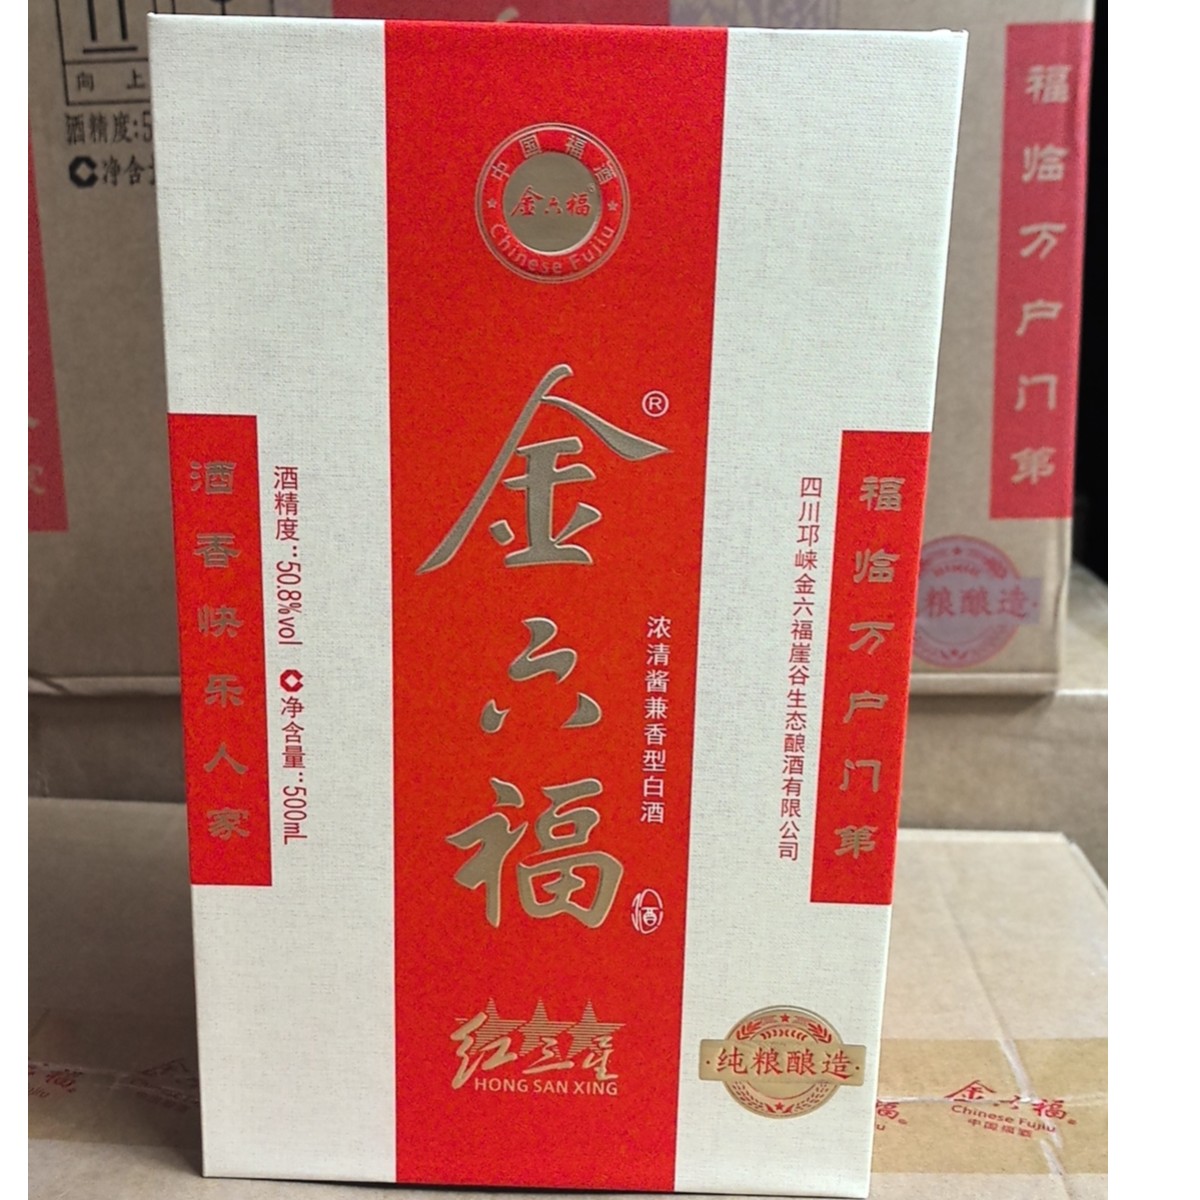 向上
酒精度:5
净含
福临万户门第
中国福酒
金六福
Chinese Fujiu
金六福®
酒香快乐人家
酒精度:50.8%vol 净含量:500mL
浓清酱兼香型白酒
酒
四川邛崃金六福崖谷生态酿酒有限公司
福临万户门第
红三星
HONG SAN XING
·纯粮酿造·
粮酿造·
金六福®
Chinese Fujiu
中国福酒